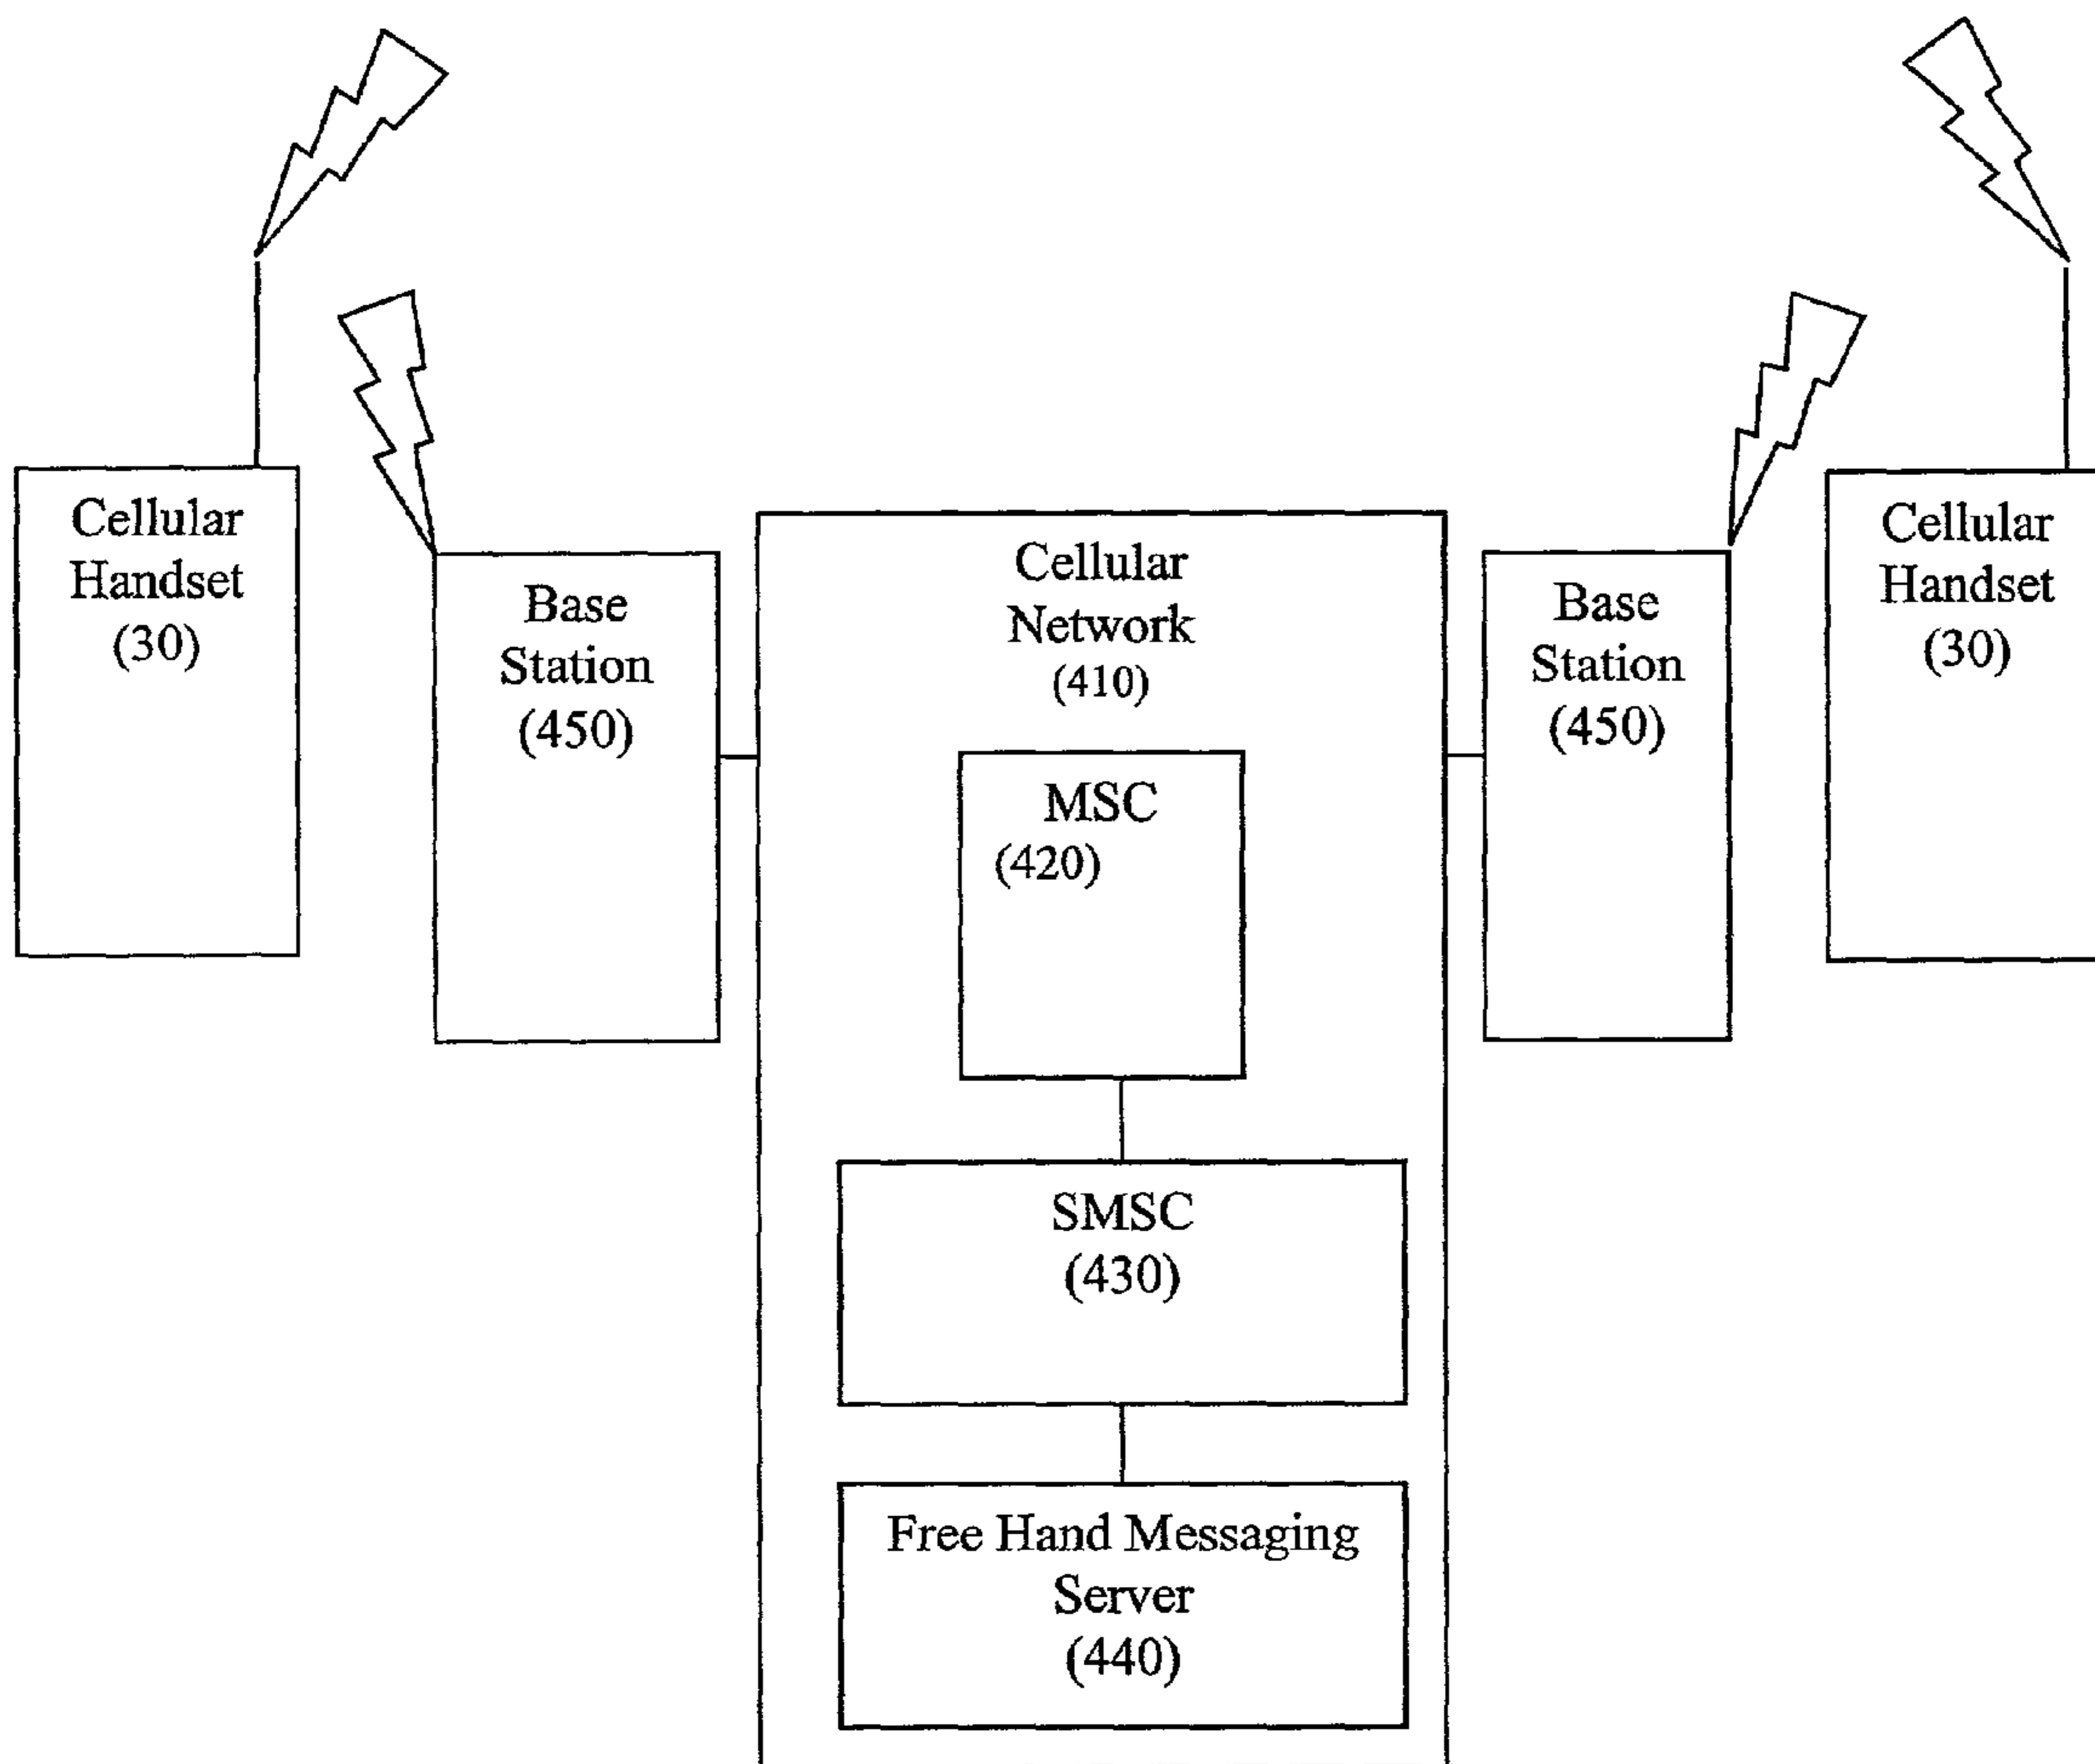 Cellular
Handset
(30)
Base
Station
(450)
Cellular
Network
(410)
MSC
(420)
SMSC
(430)
Free Hand Messaging
Server
(440)
Base
Station
(450)
Cellular
Handset
(30)